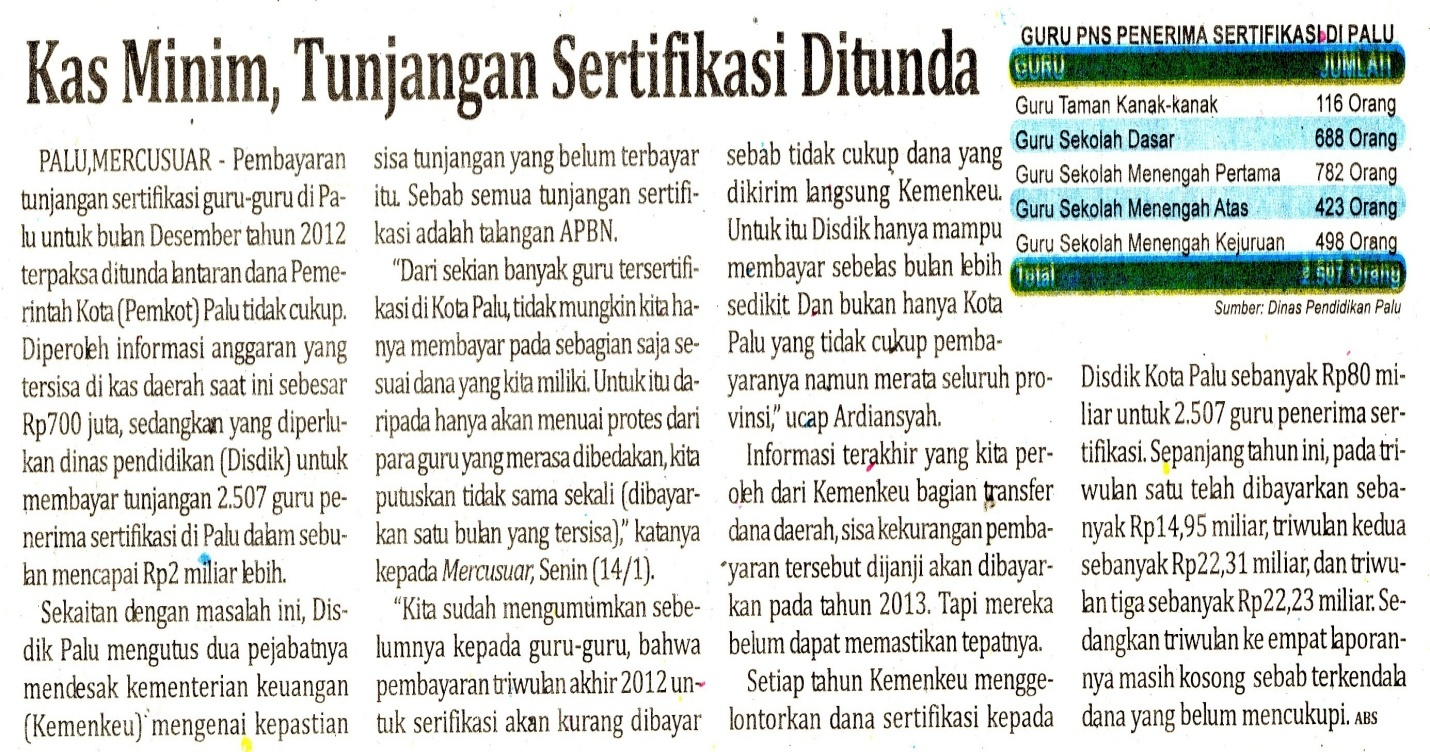 Kas Minim, Tunjangan Sertifikasi Ditunda
PALU,MERCUSUAR - Pembayaran
tunjangan sertifikasi guru-guru di Pa-
lu untuk bulan Desember tahun 2012
terpaksa ditunda lantaran dana Peme-
rintah Kota (Pemkot) Palu tidak cukup.
Diperoleh informasi anggaran yang
tersisa di kas daerah saat ini sebesar
Rp700 juta, sedangkan yang diperlu-
kan dinas pendidikan (Disdik) untuk
membayar tunjangan 2.507 guru pe-
nerima sertifikasi di Palu dalam sebu-
lan mencapai Rp2 miliar lebih.
Sekaitan dengan masalah ini, Dis-
dik Palu mengutus dua pejabatnya
mendesak kementerian keuangan
(Kemenkeu) mengenai kepastian
sisa tunjangan yang belum terbayar
itu. Sebab semua tunjangan sertifi-
kasi adalah talangan APBN.
"Dari sekian banyak guru tersertifi-
kasi di Kota Palu, tidak mungkin kita ha-
nya membayar pada sebagian saja se-
suai dana yang kita miliki. Untuk itu da-
ripada hanya akan menuai protes dari
para guru yang merasa dibedakan, kita
putuskan tidak sama sekali (dibayar-
kan satu bulan yang tersisa)," katanya
kepada Mercusuar, Senin (14/1).
"Kita sudah mengumumkan sebe-
lumnya kepada guru-guru, bahwa
pembayaran triwulan akhir 2012 un-
tuk serifikasi akan kurang dibayar
sebab tidak cukup dana yang
dikirim langsung Kemenkeu.
Untuk itu Disdik hanya mampu
membayar sebelas bulan lebih
sedikit. Dan bukan hanya Kota
Palu yang tidak cukup pemba-
yaranya namun merata seluruh pro-
vinsi," ucap Ardiansyah.
Informasi terakhir yang kita per-
oleh dari Kemenkeu bagian transfer
dana daerah, sisa kekurangan pemba-
yaran tersebut dijanji akan dibayar-
kan pada tahun 2013. Tapi mereka
belum dapat memastikan tepatnya.
Setiap tahun Kemenkeu mengge-
lontorkan dana sertifikasi kepada
Disdik Kota Palu sebanyak Rp80 mi-
liar untuk 2.507 guru penerima ser-
tifikasi. Sepanjang tahun ini, pada tri-
wulan satu telah dibayarkan seba-
nyak Rp14,95 miliar, triwulan kedua
sebanyak Rp22,31 miliar, dan triwu-
lan tiga sebanyak Rp22,23 miliar. Se-
dangkan triwulan ke empat laporan-
nya masih kosong sebab terkendala
dana yang belum mencukupi. ABS
GURU PNS PENERIMA SERTIFIKASI DI PALU
GURU JUMLAH
Guru Taman Kanak-kanak 116 Orang
Guru Sekolah Dasar 688 Orang
Guru Sekolah Menengah Pertama 782 Orang
Guru Sekolah Menengah Atas 423 Orang
Guru Sekolah Menengah Kejuruan 498 Orang
Total 2.507 Orang
Sumber: Dinas Pendidikan Palu